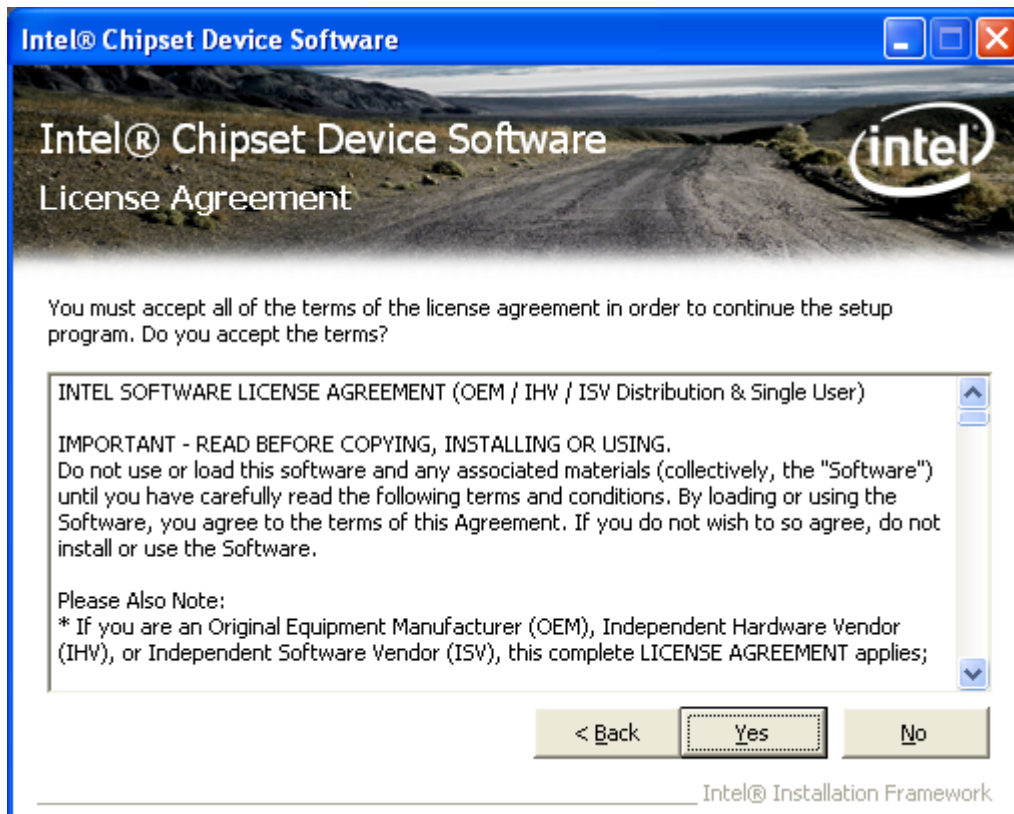 Intel® Chipset Device Software
Intel® Chipset Device Software
intel
License Agreement
You must accept all of the terms of the license agreement in order to continue the setup
program. Do you accept the terms?
INTEL SOFTWARE LICENSE AGREEMENT (OEM / IHV / ISV Distribution & Single User)
IMPORTANT - READ BEFORE COPYING, INSTALLING OR USING.
Do not use or load this software and any associated materials (collectively, the "Software")
until you have carefully read the following terms and conditions. By loading or using the
Software, you agree to the terms of this Agreement. If you do not wish to so agree, do not
install or use the Software.
Please Also Note:
* If you are an Original Equipment Manufacturer (OEM), Independent Hardware Vendor
(IHV), or Independent Software Vendor (ISV), this complete LICENSE AGREEMENT applies;
< Back Yes No
Intel® Installation Framework